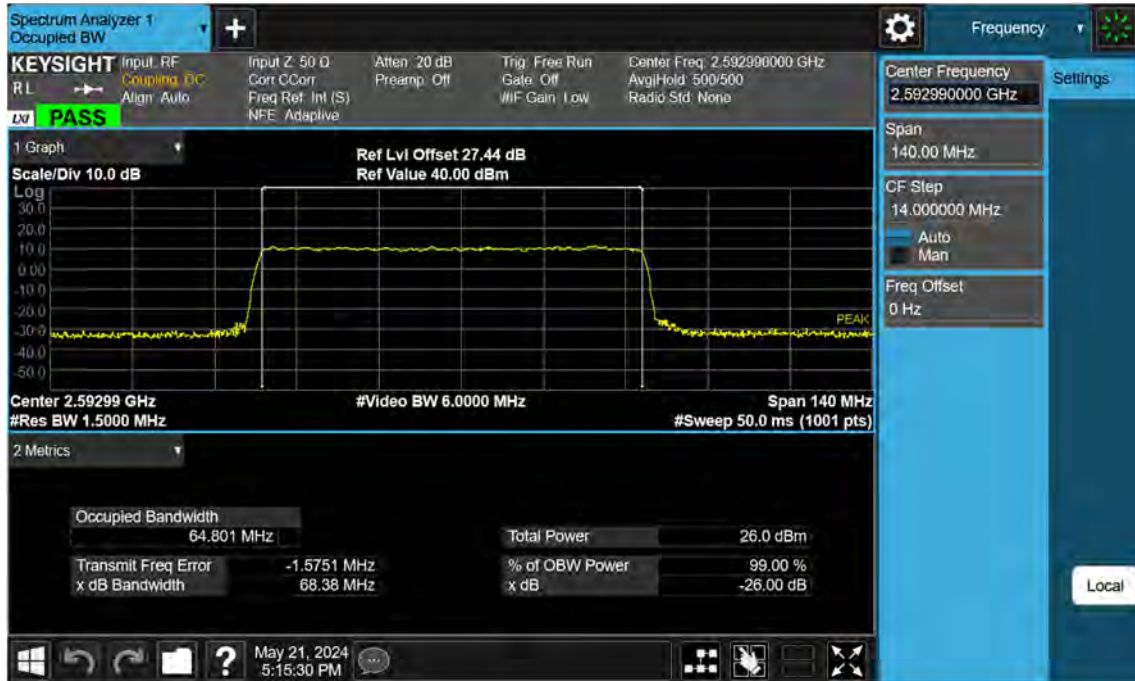 Spectrum Analyzer 1
Occupied BW
+
Frequency
KEYSIGHT
R L
LXI
PASS
Input: RF
Coupling: DC
Align: Auto
Input Z: 50 Ω
Corr CCorr
Freq Ref: Int (S)
NFE: Adaptive
Atten: 20 dB
Preamp: Off
Trig: Free Run
Gate: Off
#IF Gain: Low
Center Freq: 2.592990000 GHz
Avg|Hold: 500/500
Radio Std: None
Center Frequency
2.592990000 GHz
Settings
Span
140.00 MHz
CF Step
14.000000 MHz
Auto
Man
Freq Offset
0 Hz
Local
1 Graph
Scale/Div 10.0 dB
Ref Lvl Offset 27.44 dB
Ref Value 40.00 dBm
Log
30.0
20.0
10.0
0.00
-10.0
-20.0
-30.0
-40.0
-50.0
PEAK
Center 2.59299 GHz
#Video BW 6.0000 MHz
Span 140 MHz
#Res BW 1.5000 MHz
#Sweep 50.0 ms (1001 pts)
2 Metrics
Occupied Bandwidth
64.801 MHz
Total Power 26.0 dBm
Transmit Freq Error -1.5751 MHz
% of OBW Power 99.00 %
x dB Bandwidth 68.38 MHz
x dB -26.00 dB
?
May 21, 2024
5:15:30 PM